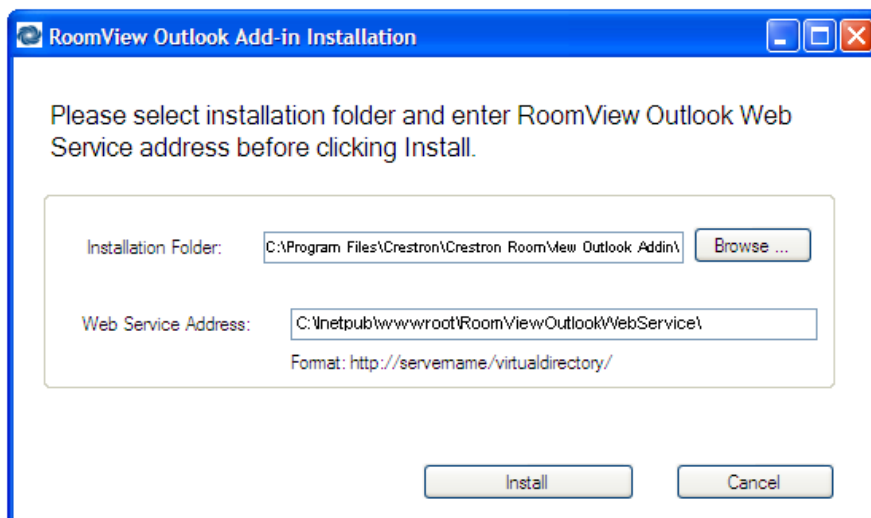 RoomView Outlook Add-in Installation
Please select installation folder and enter RoomView Outlook Web
Service address before clicking Install.
Installation Folder: C:\Program Files\Crestron\Crestron RoomView Outlook Addin\ Browse ...
Web Service Address: C:\Inetpub\wwwroot\RoomViewOutlookWebService\
Format: http://servername/virtualdirectory/
Install Cancel